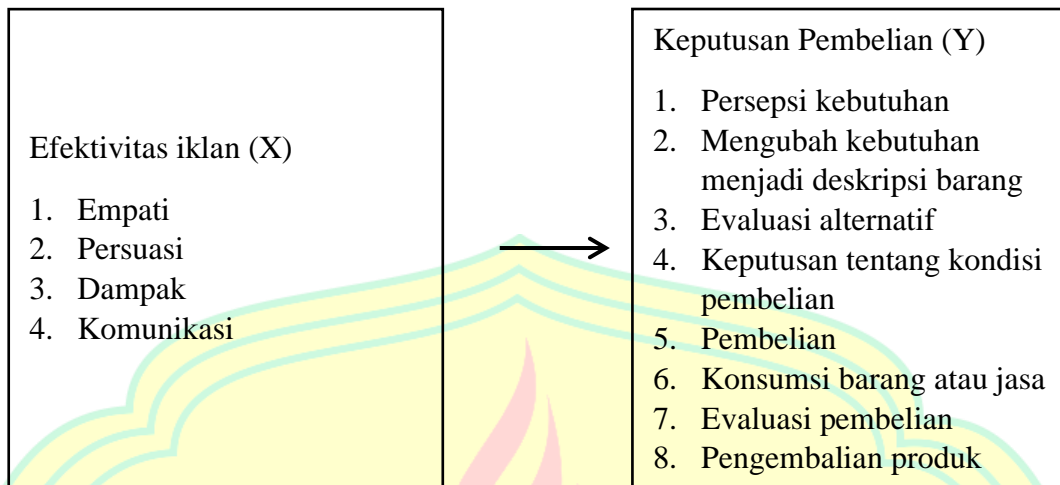 Efektivitas iklan (X)
1. Empati
2. Persuasi
3. Dampak
4. Komunikasi
Keputusan Pembelian (Y)
1. Persepsi kebutuhan
2. Mengubah kebutuhan
menjadi deskripsi barang
3. Evaluasi alternatif
4. Keputusan tentang kondisi
pembelian
5. Pembelian
6. Konsumsi barang atau jasa
7. Evaluasi pembelian
8. Pengembalian produk